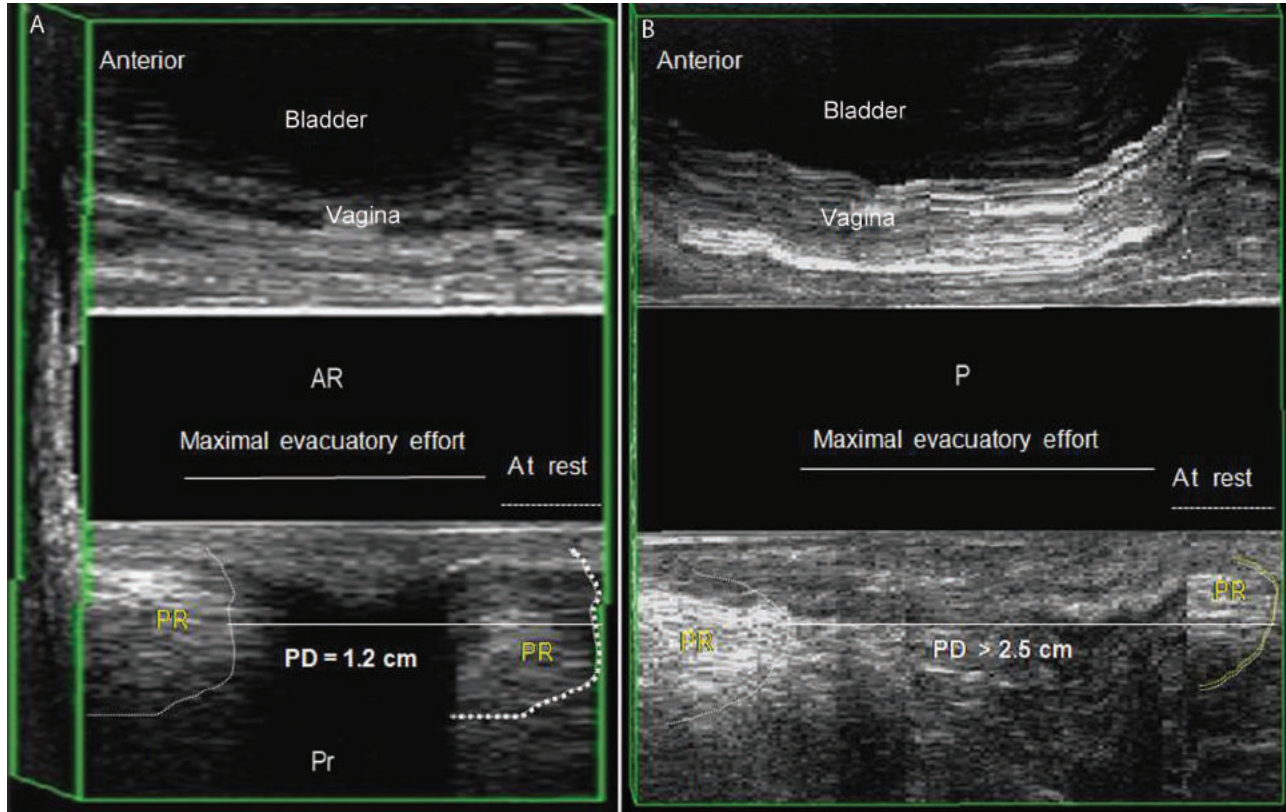 A
Anterior
Bladder
Vagina
AR
Maximal evacuatory effort
At rest
PR
PR
PD = 1.2 cm
Pr
B
Anterior
Bladder
Vagina
P
Maximal evacuatory effort
At rest
PR
PR
PD > 2.5 cm